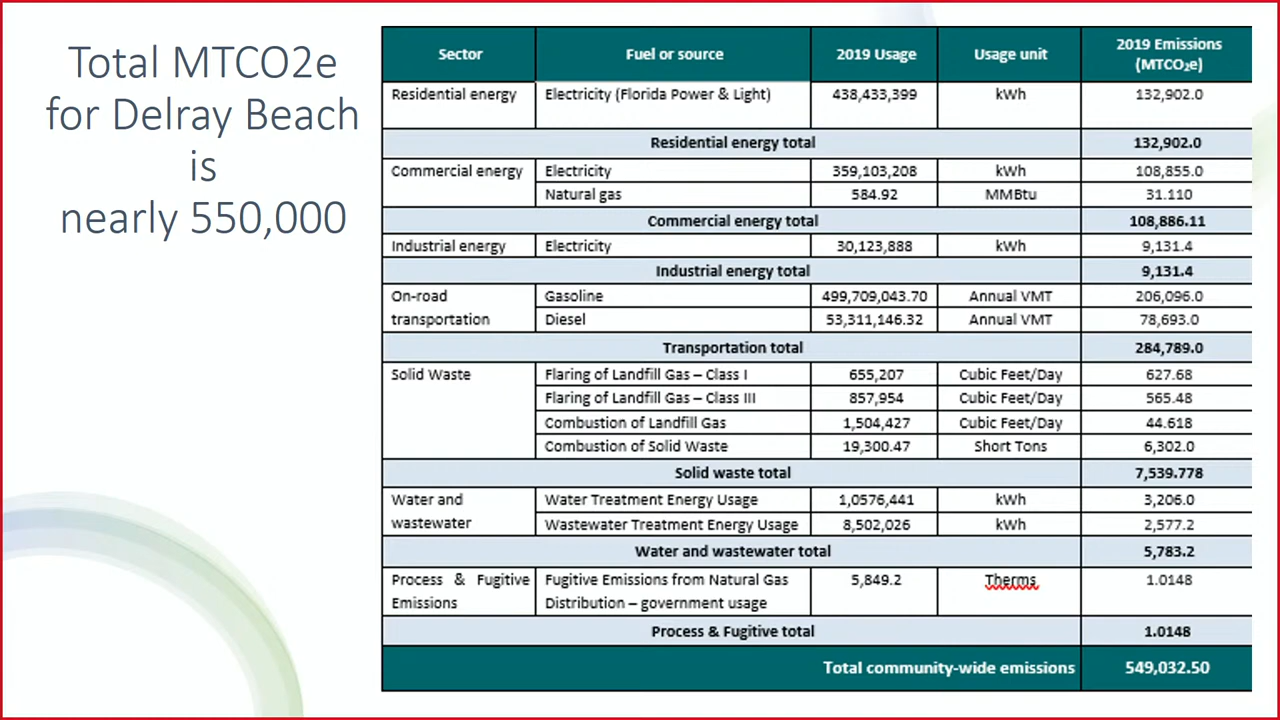 Total MTCO2e
for Delray Beach
is
nearly 550,000
Sector Fuel or source 2019 Usage Usage unit 2019 Emissions (MTCO₂e)
Residential energy Electricity (Florida Power & Light) 438,433,399 kWh 132,902.0
Residential energy total 132,902.0
Commercial energy Electricity 359,103,208 kWh 108,855.0
Natural gas 584.92 MMBtu 31.110
Commercial energy total 108,886.11
Industrial energy Electricity 30,123,888 kWh 9,131.4
Industrial energy total 9,131.4
On-road transportation Gasoline 499,709,043.70 Annual VMT 206,096.0
Diesel 53,311,146.32 Annual VMT 78,693.0
Transportation total 284,789.0
Solid Waste Flaring of Landfill Gas – Class I 655,207 Cubic Feet/Day 627.68
Flaring of Landfill Gas – Class III 857,954 Cubic Feet/Day 565.48
Combustion of Landfill Gas 1,504,427 Cubic Feet/Day 44.618
Combustion of Solid Waste 19,300.47 Short Tons 6,302.0
Solid waste total 7,539.778
Water and wastewater Water Treatment Energy Usage 1,0576,441 kWh 3,206.0
Wastewater Treatment Energy Usage 8,502,026 kWh 2,577.2
Water and wastewater total 5,783.2
Process & Fugitive Emissions Fugitive Emissions from Natural Gas Distribution – government usage 5,849.2 Therms 1.0148
Process & Fugitive total 1.0148
Total community-wide emissions 549,032.50